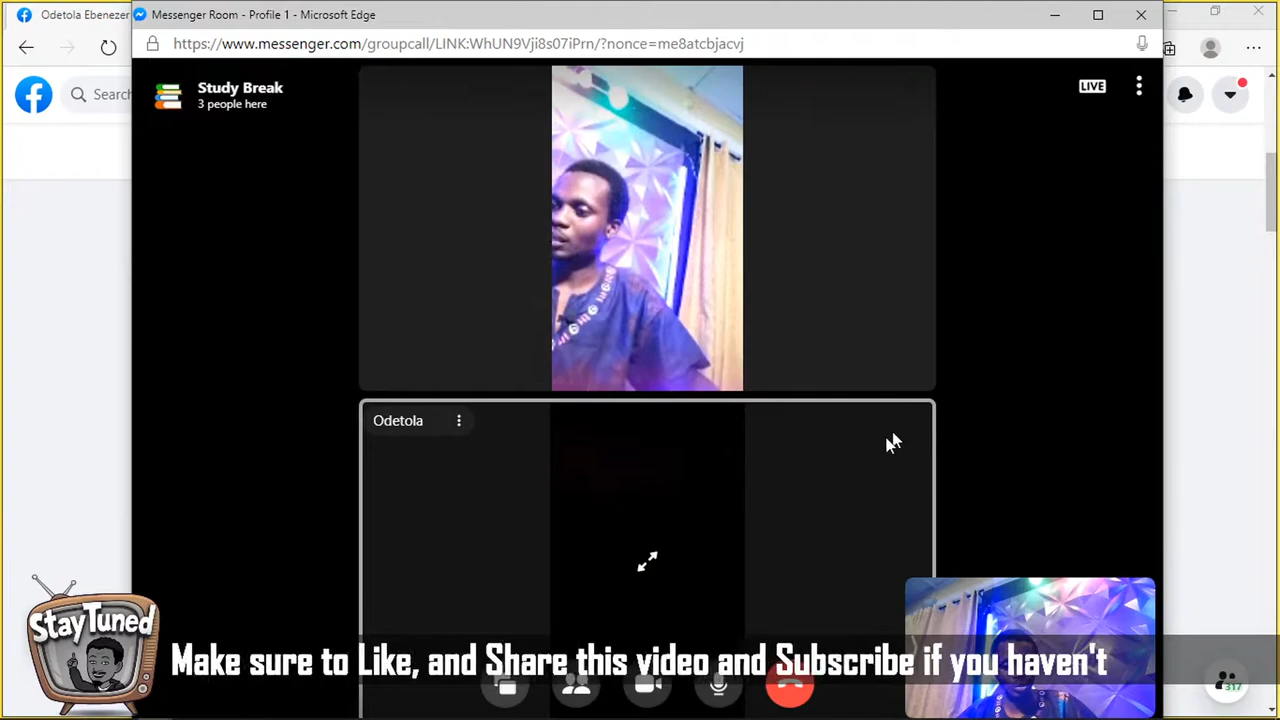 Odetola Ebenezer
Messenger Room - Profile 1 - Microsoft Edge
https://www.messenger.com/groupcall/LINK:WhUN9Vji8s07iPrn/?nonce=me8atcbjacvj
Search
Study Break
3 people here
LIVE
Odetola
StayTuned
Make sure to Like, and Share this video and Subscribe if you haven't
317